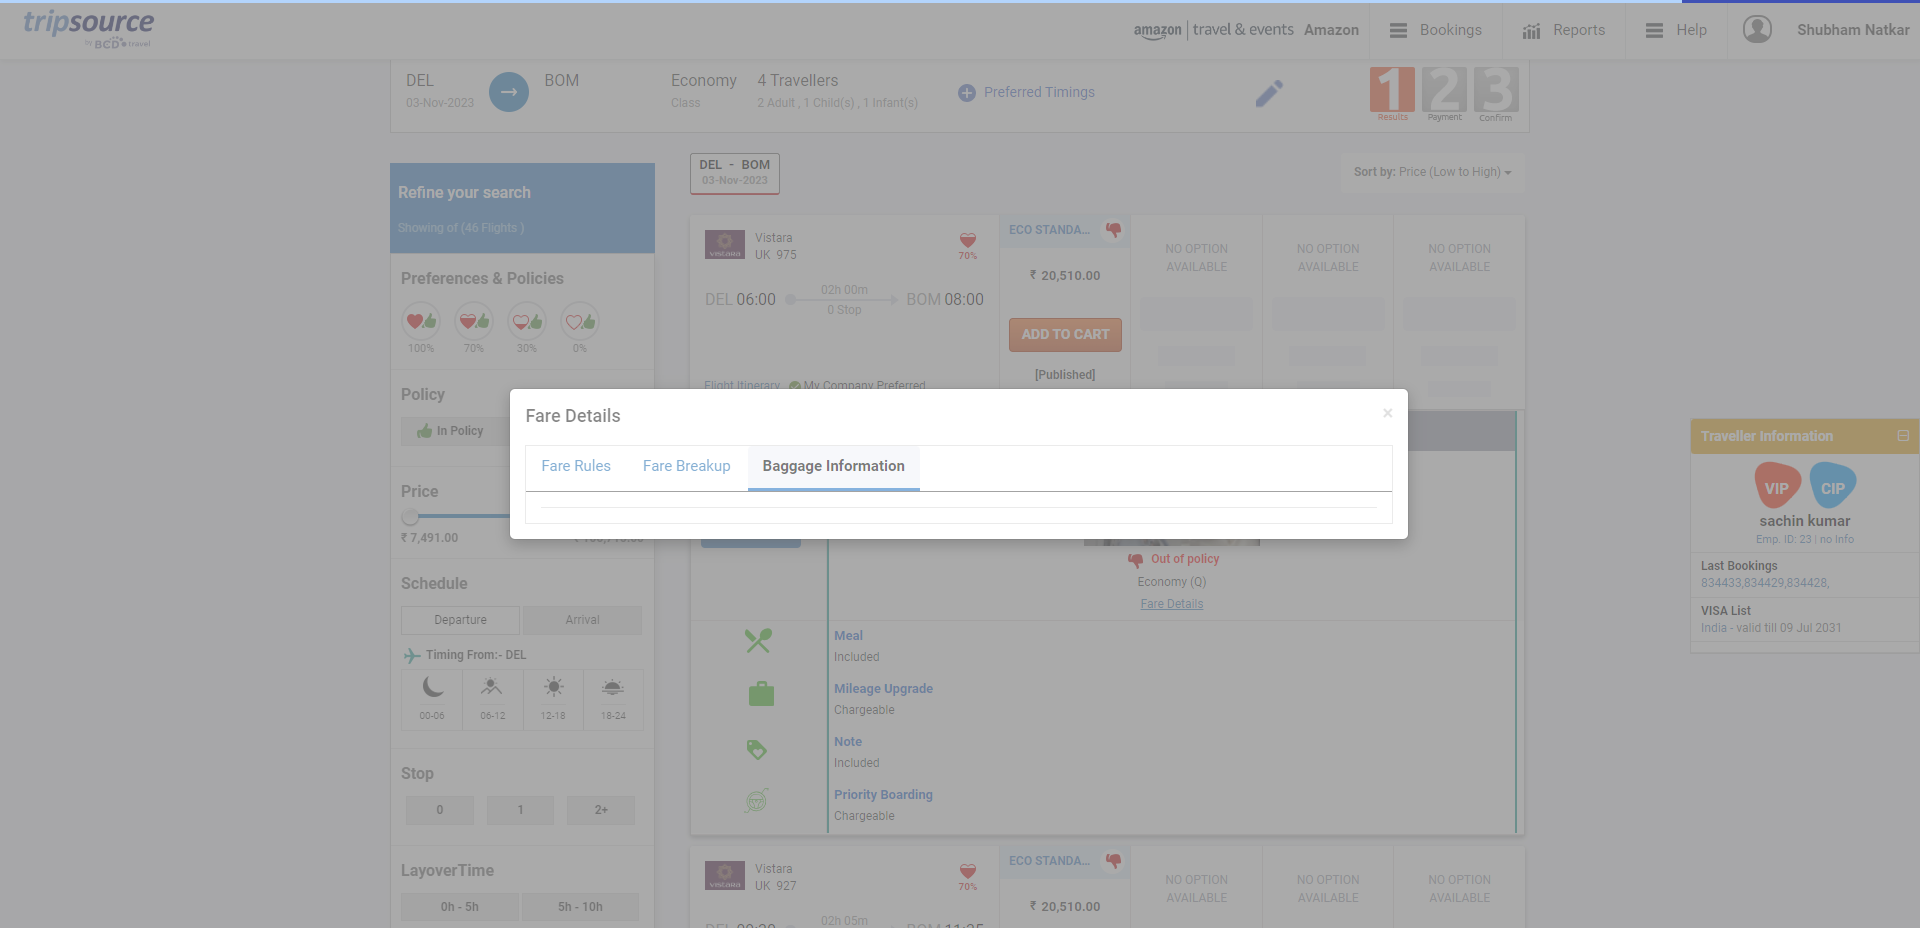 tripsource
by BCD travel
amazon | travel & events Amazon
Bookings
Reports
Help
Shubham Natkar
DEL
BOM
03-Nov-2023
Economy
Class
4 Travellers
2 Adult , 1 Child(s) , 1 Infant(s)
Preferred Timings
1 2 3
Results Payment Confirm
DEL - BOM
03-Nov-2023
Sort by: Price (Low to High)
Refine your search
Showing of (46 Flights )
Preferences & Policies
100% 70% 30% 0%
Policy
In Policy
Price
₹ 7,491.00
Schedule
Departure Arrival
Timing From:- DEL
00-06 06-12 12-18 18-24
Stop
0 1 2+
LayoverTime
0h - 5h 5h - 10h
VISTARA
Vistara
UK 975
70%
DEL 06:00
02h 00m
0 Stop
BOM 08:00
Flight Itinerary
My Company Preferred
ECO STANDA...
₹ 20,510.00
ADD TO CART
[Published]
NO OPTION
AVAILABLE
NO OPTION
AVAILABLE
NO OPTION
AVAILABLE
Fare Details
×
Fare Rules Fare Breakup Baggage Information
Out of policy
Economy (Q)
Fare Details
Meal
Included
Mileage Upgrade
Chargeable
Note
Included
Priority Boarding
Chargeable
VISTARA
Vistara
UK 927
70%
02h 05m
ECO STANDA...
₹ 20,510.00
NO OPTION
AVAILABLE
NO OPTION
AVAILABLE
NO OPTION
AVAILABLE
Traveller Information
VIP CIP
sachin kumar
Emp. ID: 23 | no Info
Last Bookings
834433,834429,834428,
VISA List
India - valid till 09 Jul 2031